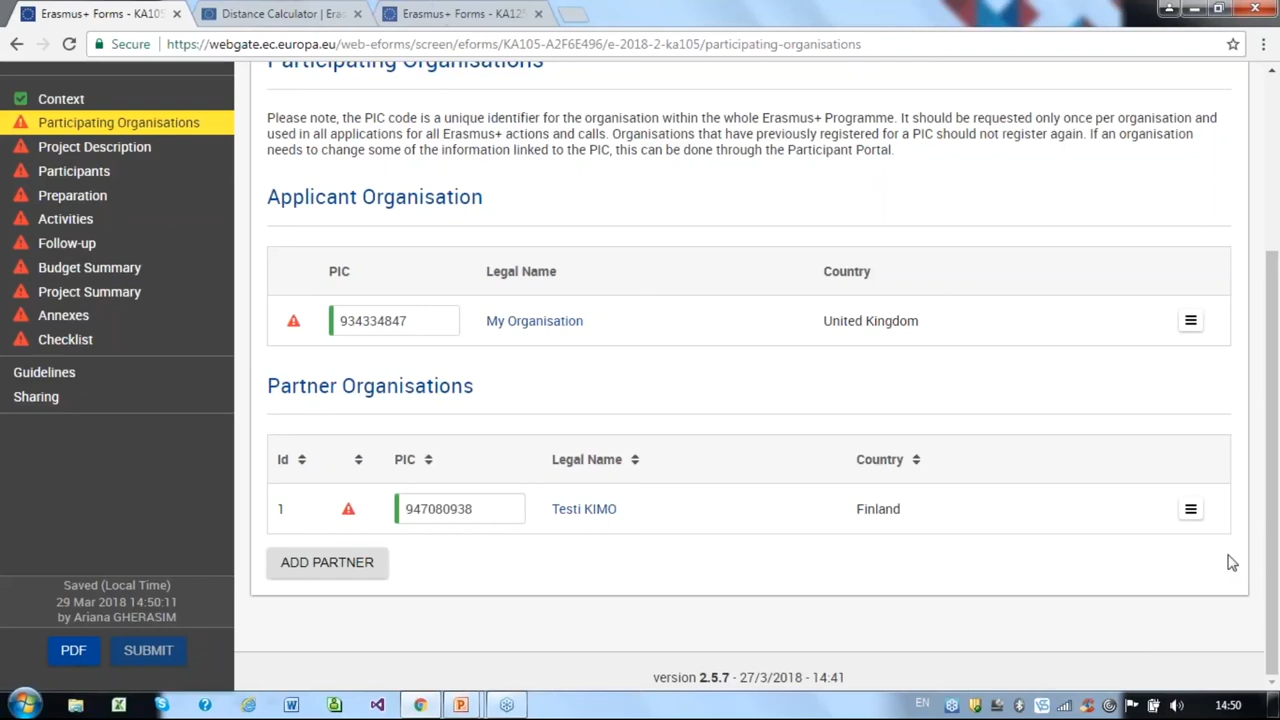 Erasmus+ Forms - KA105
Distance Calculator | Eras
Erasmus+ Forms - KA125
Secure
https://webgate.ec.europa.eu/web-eforms/screen/eforms/KA105-A2F6E496/e-2018-2-ka105/participating-organisations
Context
Participating Organisations
Project Description
Participants
Preparation
Activities
Follow-up
Budget Summary
Project Summary
Annexes
Checklist
Guidelines
Sharing
Saved (Local Time)
29 Mar 2018 14:50:11
by Ariana GHERASIM
PDF SUBMIT
Participating Organisations
Please note, the PIC code is a unique identifier for the organisation within the whole Erasmus+ Programme. It should be requested only once per organisation and
used in all applications for all Erasmus+ actions and calls. Organisations that have previously registered for a PIC should not register again. If an organisation
needs to change some of the information linked to the PIC, this can be done through the Participant Portal.
Applicant Organisation
PIC Legal Name Country
934334847 My Organisation United Kingdom
Partner Organisations
Id PIC Legal Name Country
1 947080938 Testi KIMO Finland
ADD PARTNER
version 2.5.7 - 27/3/2018 - 14:41
EN
14:50